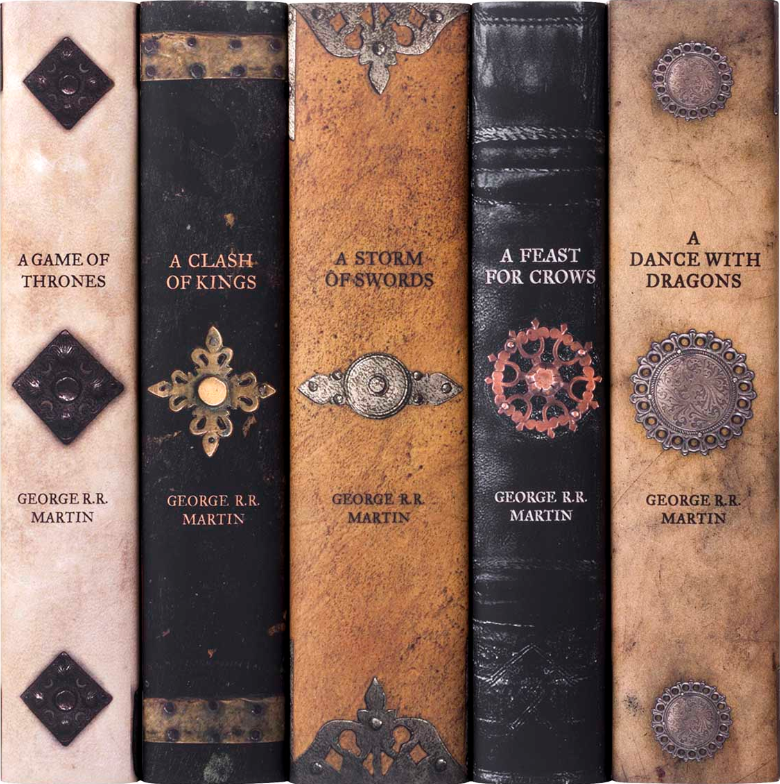 A GAME OF
THRONES
GEORGE R.R.
MARTIN
A CLASH
OF KINGS
GEORGE R.R.
MARTIN
A STORM
OF SWORDS
GEORGE R.R.
MARTIN
A FEAST
FOR CROWS
GEORGE R.R.
MARTIN
A
DANCE WITH
DRAGONS
GEORGE R.R.
MARTIN